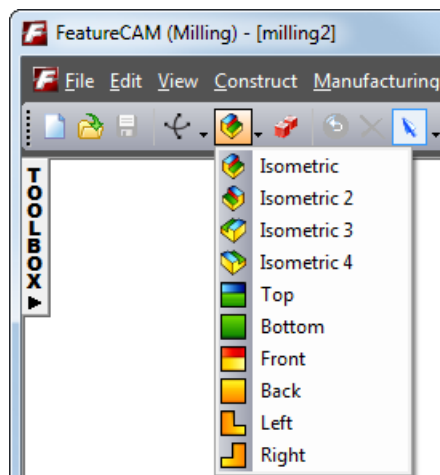 FeatureCAM (Milling) - [milling2]
File Edit View Construct Manufacturing
TOOLBOX
Isometric
Isometric 2
Isometric 3
Isometric 4
Top
Bottom
Front
Back
Left
Right